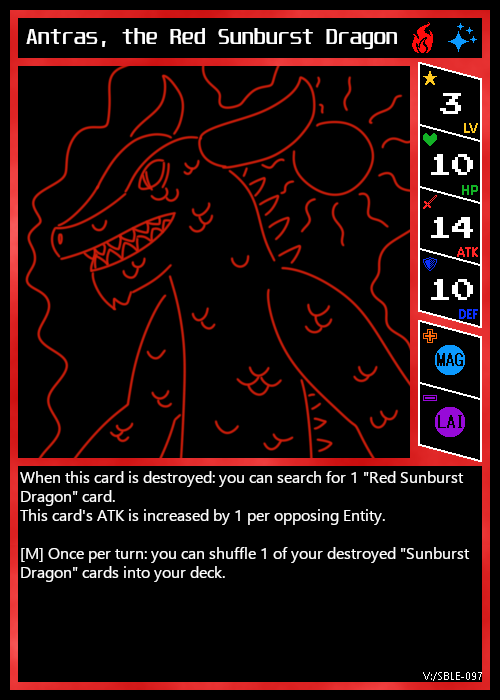 Antras, the Red Sunburst Dragon
3
LV
10
HP
14
ATK
10
DEF
MAG
LAI
When this card is destroyed: you can search for 1 "Red Sunburst
Dragon" card.
This card's ATK is increased by 1 per opposing Entity.
[M] Once per turn: you can shuffle 1 of your destroyed "Sunburst
Dragon" cards into your deck.
V:/SBLE-097